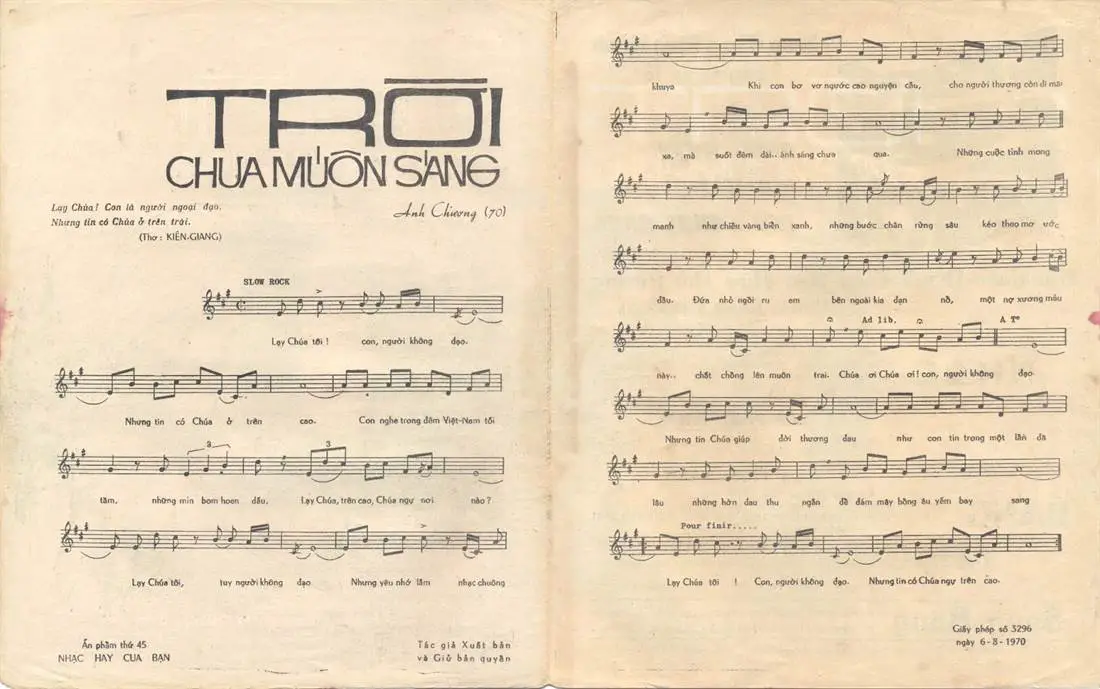 TRỜI
CHƯA MUỐN SÁNG
Lạy Chúa! Con là người ngoại đạo.
Nhưng tin có Chúa ở trên trời.
(Thơ: KIÊN-GIANG)
Anh Chương (70)
SLOW ROCK
Lạy Chúa tôi! con, người không đạo.
Nhưng tin có Chúa ở trên cao. Con nghe trong đêm Việt-Nam tối
tăm, những mìn bom hoen dấu. Lạy Chúa, trên cao, Chúa ngự nơi nào?
3 3
Lạy Chúa tôi, tuy người không đạo Nhưng yêu nhớ lắm nhạc chuông
Ấn phẩm thứ 45
NHẠC HAY CUA BẠN
Tác giả Xuất bản
và Giữ bản quyền
khuya Khi con bơ vơ ngước cao nguyện cầu, cho người thương còn đi mãi
xa, mà suốt đêm dài.. ánh sáng chưa qua. Những cuộc tình mong
manh như chiều vàng biển xanh, những bước chân rừng sâu kéo theo mơ ước
đầu. Đứa nhỏ ngồi ru em bên ngoài kia đạn nổ, một nợ xương máu
Ad lib. A T°
này.. chất chồng lên muôn trai. Chúa ơi Chúa ơi! con, người không đạo
Nhưng tin Chúa giúp đời thương đau như con tin trong một lần đã
lâu những hờn đau thu ngắn để đám mây bồng âu yếm bay sang
Pour finir.....
Lạy Chúa tôi ! Con, người không đạo. Nhưng tin có Chúa ngự trên cao.
Giấy phép số 3296
ngày 6-8-1970